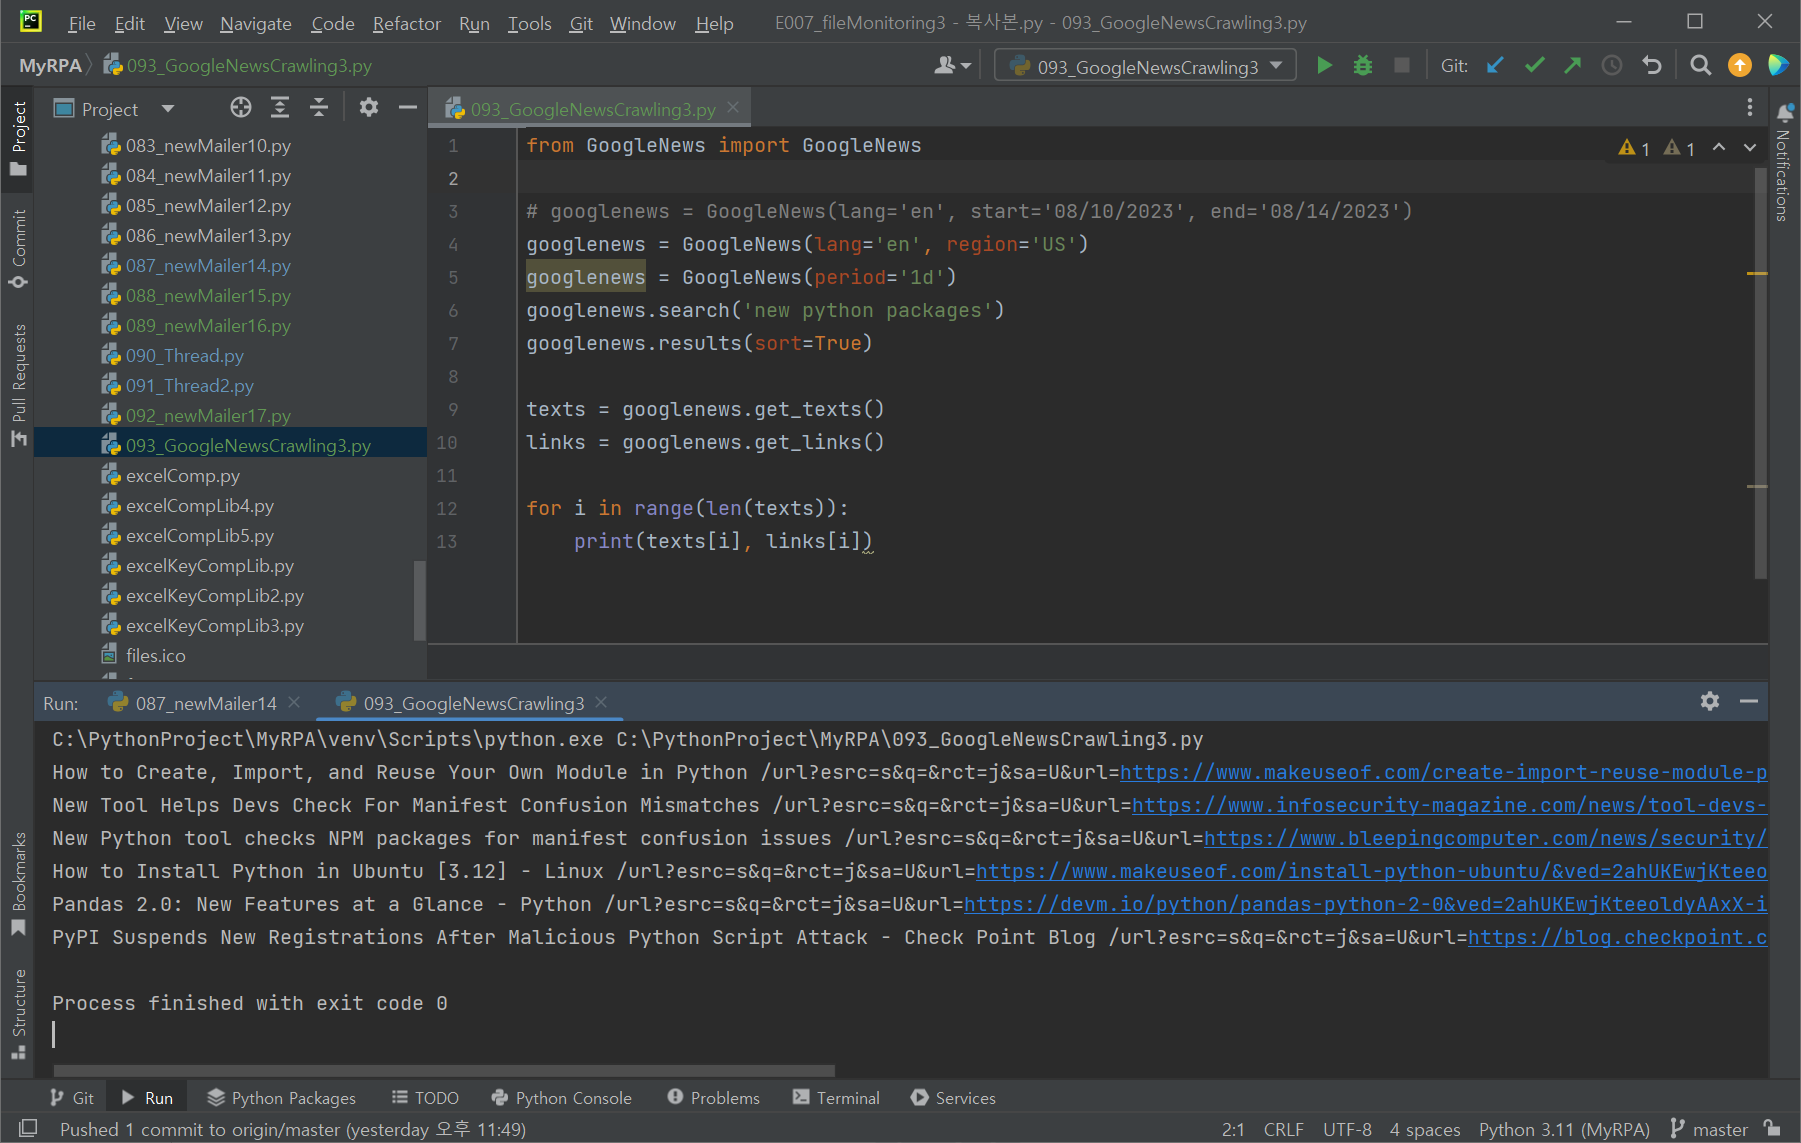 PC
File Edit View Navigate Code Refactor Run Tools Git Window Help E007_fileMonitoring3 - 복사본.py - 093_GoogleNewsCrawling3.py
MyRPA 093_GoogleNewsCrawling3.py 093_GoogleNewsCrawling3 Git:
Project 093_GoogleNewsCrawling3.py
Project
Commit
Pull Requests
Bookmarks
Structure
Notifications
083_newMailer10.py
084_newMailer11.py
085_newMailer12.py
086_newMailer13.py
087_newMailer14.py
088_newMailer15.py
089_newMailer16.py
090_Thread.py
091_Thread2.py
092_newMailer17.py
093_GoogleNewsCrawling3.py
excelComp.py
excelCompLib4.py
excelCompLib5.py
excelKeyCompLib.py
excelKeyCompLib2.py
excelKeyCompLib3.py
files.ico
1 from GoogleNews import GoogleNews 1 1
2
3 # googlenews = GoogleNews(lang='en', start='08/10/2023', end='08/14/2023')
4 googlenews = GoogleNews(lang='en', region='US')
5 googlenews = GoogleNews(period='1d')
6 googlenews.search('new python packages')
7 googlenews.results(sort=True)
8
9 texts = googlenews.get_texts()
10 links = googlenews.get_links()
11
12 for i in range(len(texts)):
13 print(texts[i], links[i])
Run: 087_newMailer14 093_GoogleNewsCrawling3
C:\PythonProject\MyRPA\venv\Scripts\python.exe C:\PythonProject\MyRPA\093_GoogleNewsCrawling3.py
How to Create, Import, and Reuse Your Own Module in Python /url?esrc=s&q=&rct=j&sa=U&url=https://www.makeuseof.com/create-import-reuse-module-p
New Tool Helps Devs Check For Manifest Confusion Mismatches /url?esrc=s&q=&rct=j&sa=U&url=https://www.infosecurity-magazine.com/news/tool-devs-
New Python tool checks NPM packages for manifest confusion issues /url?esrc=s&q=&rct=j&sa=U&url=https://www.bleepingcomputer.com/news/security/
How to Install Python in Ubuntu [3.12] - Linux /url?esrc=s&q=&rct=j&sa=U&url=https://www.makeuseof.com/install-python-ubuntu/&ved=2ahUKEwjKteeo
Pandas 2.0: New Features at a Glance - Python /url?esrc=s&q=&rct=j&sa=U&url=https://devm.io/python/pandas-python-2-0&ved=2ahUKEwjKteeoldyAAxX-i
PyPI Suspends New Registrations After Malicious Python Script Attack - Check Point Blog /url?esrc=s&q=&rct=j&sa=U&url=https://blog.checkpoint.c
Process finished with exit code 0
Git Run Python Packages TODO Python Console Problems Terminal Services
Pushed 1 commit to origin/master (yesterday 오후 11:49) 2:1 CRLF UTF-8 4 spaces Python 3.11 (MyRPA) master